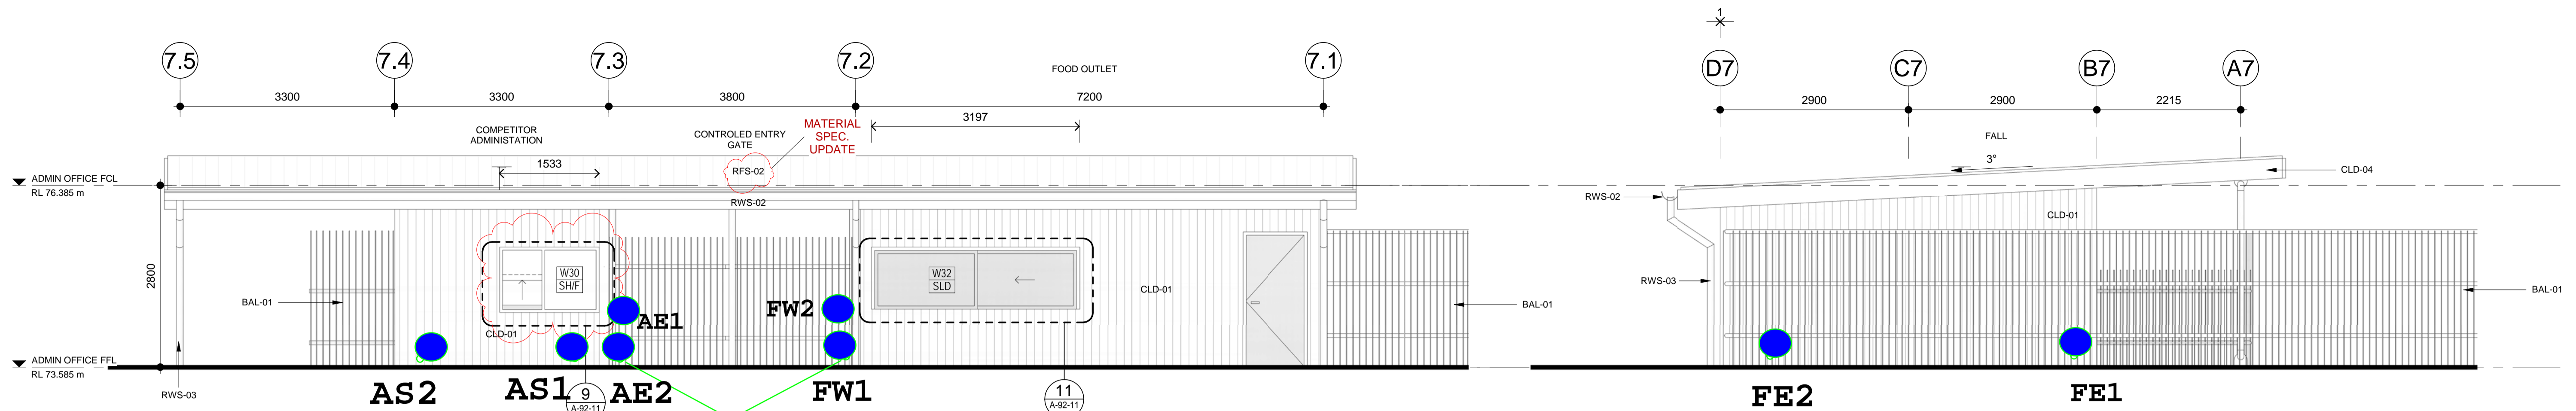 1
7.5
7.4
7.3
7.2
7.1
D7
C7
B7
A7
FOOD OUTLET
3300
3300
3800
7200
2900
2900
2215
3197
COMPETITOR
ADMINISTATION
CONTROLED ENTRY
GATE
MATERIAL
SPEC.
UPDATE
FALL
3°
1533
RFS-02
CLD-04
ADMIN OFFICE FCL
RL 76.385 m
RWS-02
RWS-02
CLD-01
2800
W30
SH/F
W32
SLD
CLD-01
RWS-03
BAL-01
BAL-01
BAL-01
AE1
FW2
CLD-01
ADMIN OFFICE FFL
RL 73.585 m
RWS-03
AS2
AS1
AE2
FW1
FE2
FE1
9
A-92-11
11
A-92-11